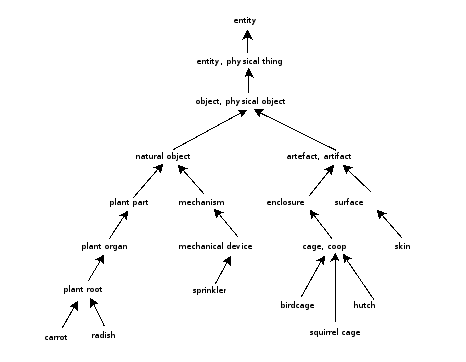 entity
entity, physical thing
object, physical object
natural object
artefact, artifact
plant part
mechanism
enclosure
surface
plant organ
mechanical device
cage, coop
skin
plant root
sprinkler
birdcage
hutch
squirrel cage
carrot
radish